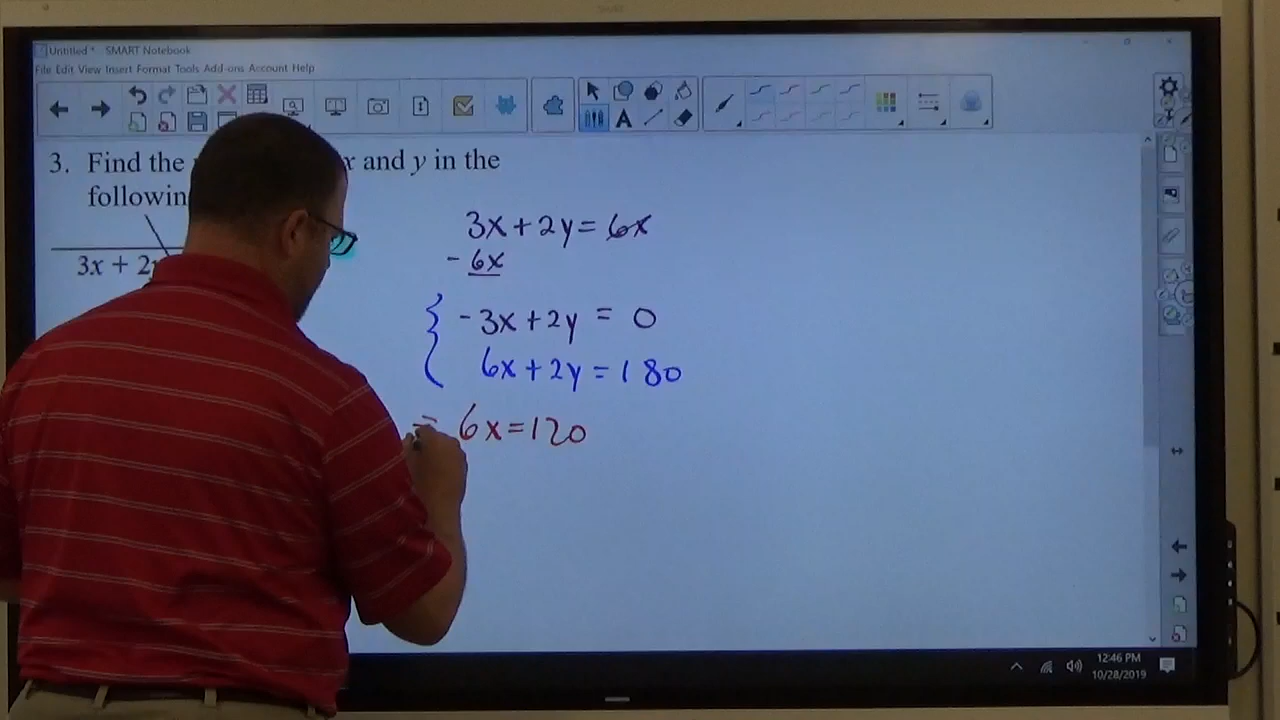 Untitled * SMART Notebook
File Edit View Insert Format Tools Add-ons Account Help
3. Find the x and y in the
followin
3x + 2y
3x + 2y = 6x
- 6x
- 3x + 2y = 0
6x + 2y = 180
= 6x = 120
12:46 PM
10/28/2019